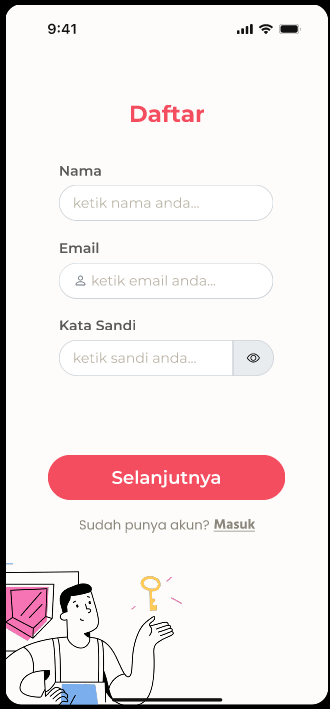 9:41
Daftar
Nama
ketik nama anda...
Email
ketik email anda...
Kata Sandi
ketik sandi anda...
Selanjutnya
Sudah punya akun? Masuk